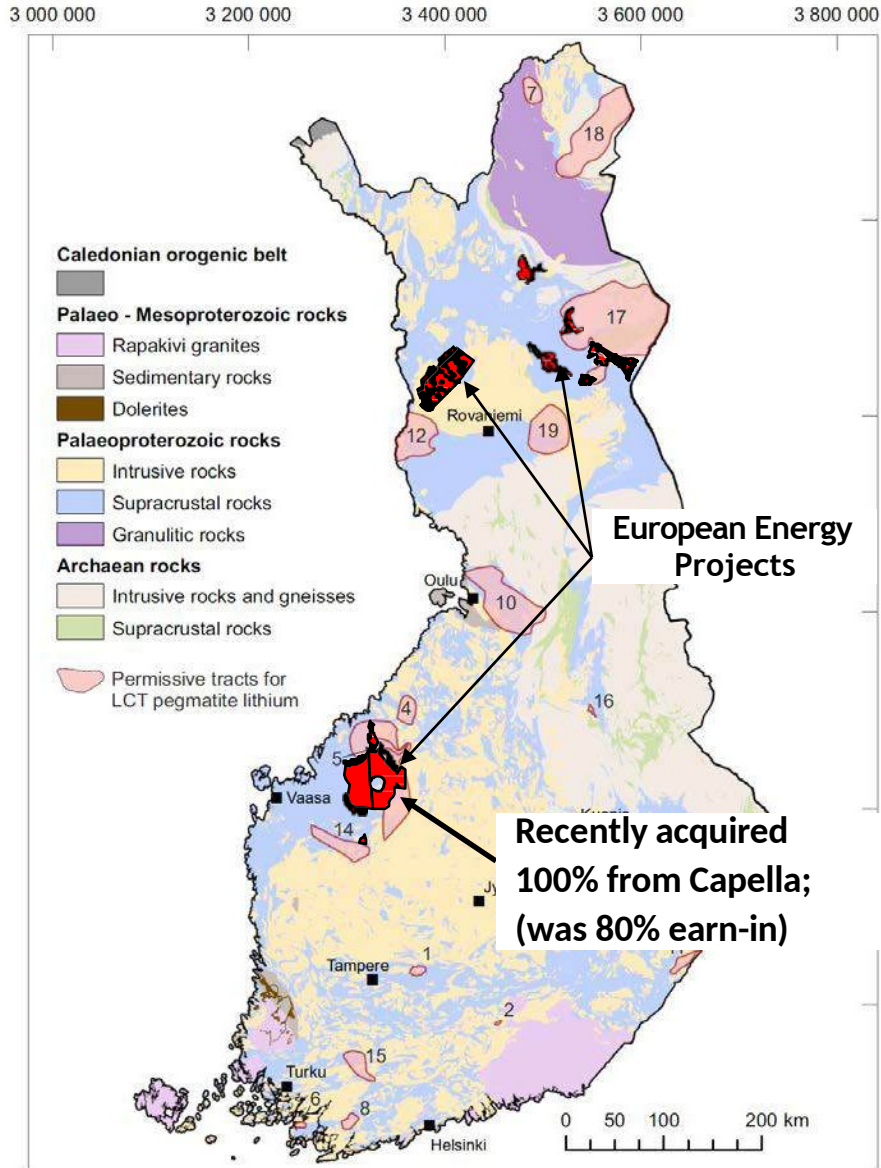 3 000 000
3 200 000
3 400 000
3 600 000
3 800 000
7
18
Caledonian orogenic belt
Palaeo - Mesoproterozoic rocks
Rapakivi granites
Sedimentary rocks
Dolerites
Palaeoproterozoic rocks
Intrusive rocks
Supracrustal rocks
Granulitic rocks
Archaean rocks
Intrusive rocks and gneisses
Supracrustal rocks
Permissive tracts for
LCT pegmatite lithium
17
Rovaniemi
12
19
European Energy
Projects
Oulu
10
16
4
5
Vaasa
14
Recently acquired
100% from Capella;
(was 80% earn-in)
1
Tampere
2
15
Turku
6
8
Helsinki
0 50 100 200 km